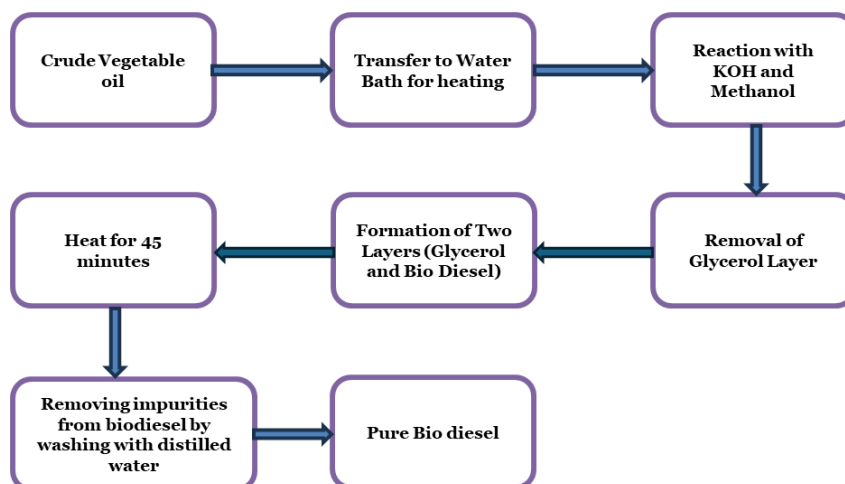 Crude Vegetable
oil
Transfer to Water
Bath for heating
Reaction with
KOH and
Methanol
Removal of
Glycerol Layer
Formation of Two
Layers (Glycerol
and Bio Diesel)
Heat for 45
minutes
Removing impurities
from biodiesel by
washing with distilled
water
Pure Bio diesel